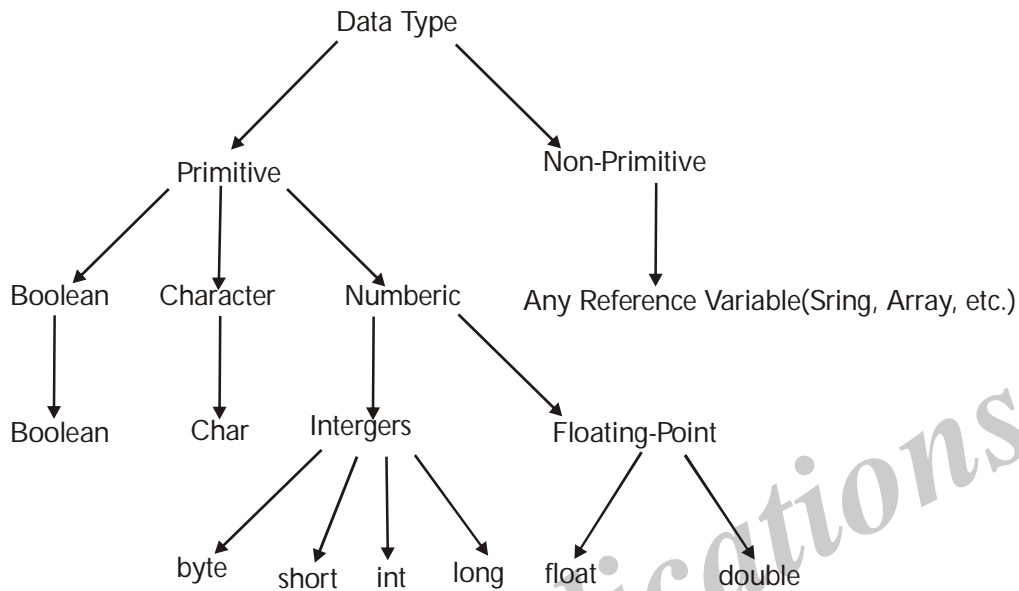 Data Type
Primitive
Non-Primitive
Boolean
Character
Numberic
Any Reference Variable(Sring, Array, etc.)
Boolean
Char
Intergers
Floating-Point
byte
short
int
long
float
double